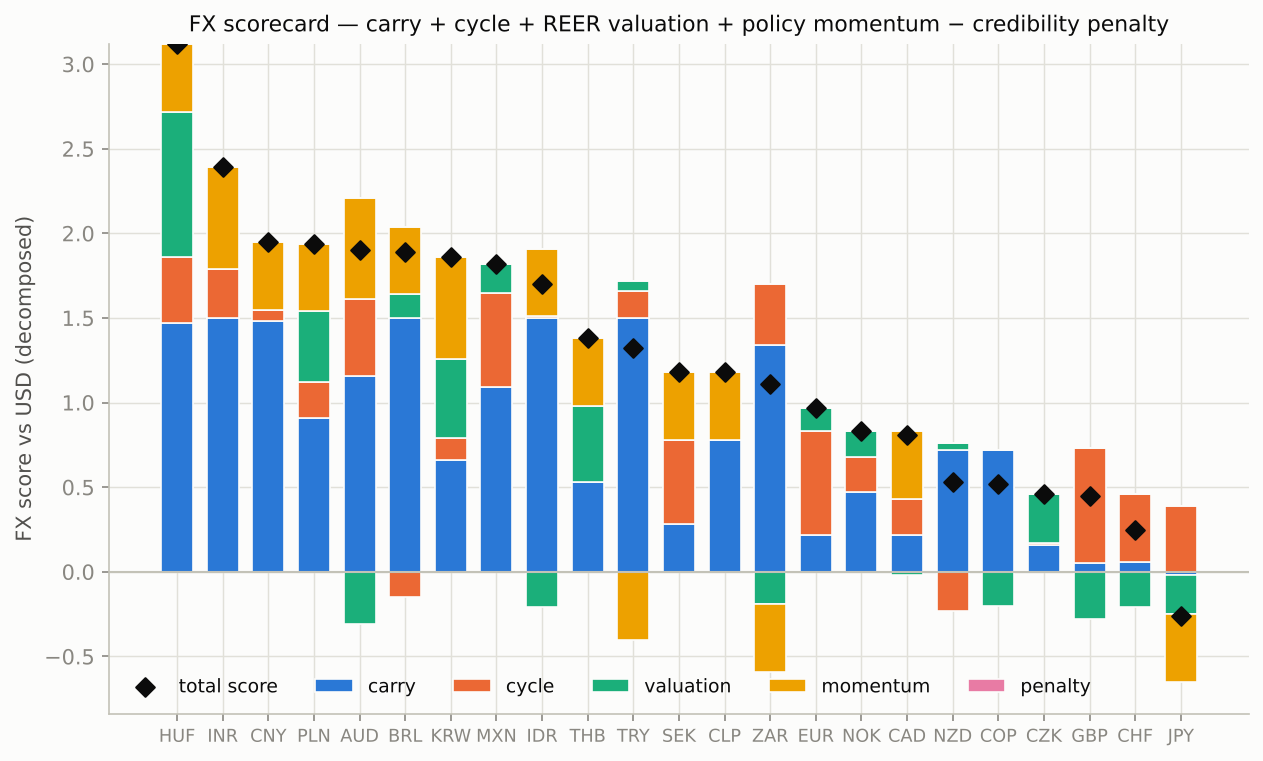 FX scorecard — carry + cycle + REER valuation + policy momentum − credibility penalty
FX score vs USD (decomposed)
3.0
2.5
2.0
1.5
1.0
0.5
0.0
−0.5
total score carry cycle valuation momentum penalty
HUF INR CNY PLN AUD BRL KRW MXN IDR THB TRY SEK CLP ZAR EUR NOK CAD NZD COP CZK GBP CHF JPY